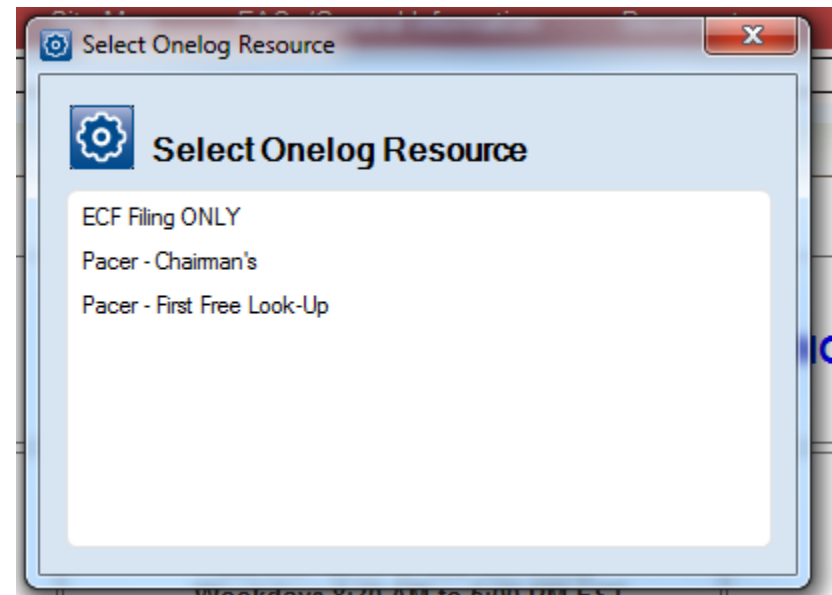 Select Onelog Resource
Select Onelog Resource
ECF Filing ONLY
Pacer - Chairman's
Pacer - First Free Look-Up